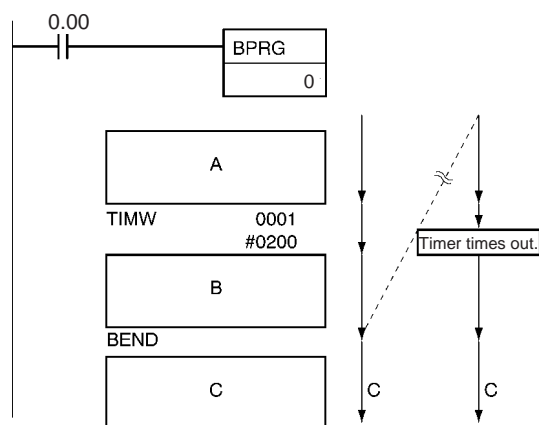 0.00
BPRG
0
A
TIMW 0001
#0200
Timer times out.
B
BEND
C C C